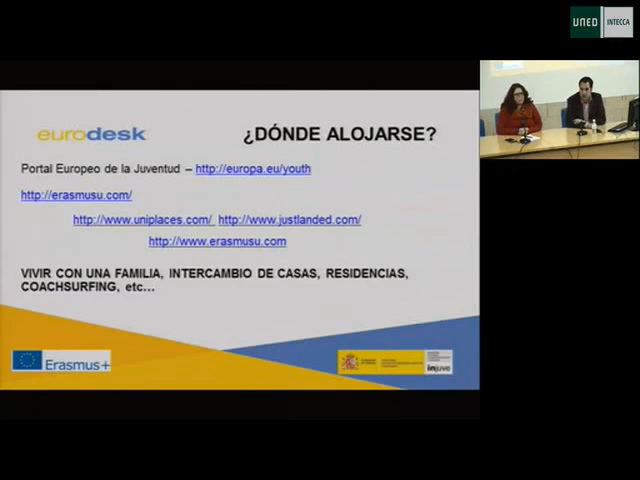 UNED
INTECCA
eurodesk
¿DÓNDE ALOJARSE?
Portal Europeo de la Juventud – http://europa.eu/youth
http://erasmusu.com/
http://www.uniplaces.com/ http://www.justlanded.com/
http://www.erasmusu.com
VIVIR CON UNA FAMILIA, INTERCAMBIO DE CASAS, RESIDENCIAS,
COACHSURFING, etc...
Erasmus+
injuve